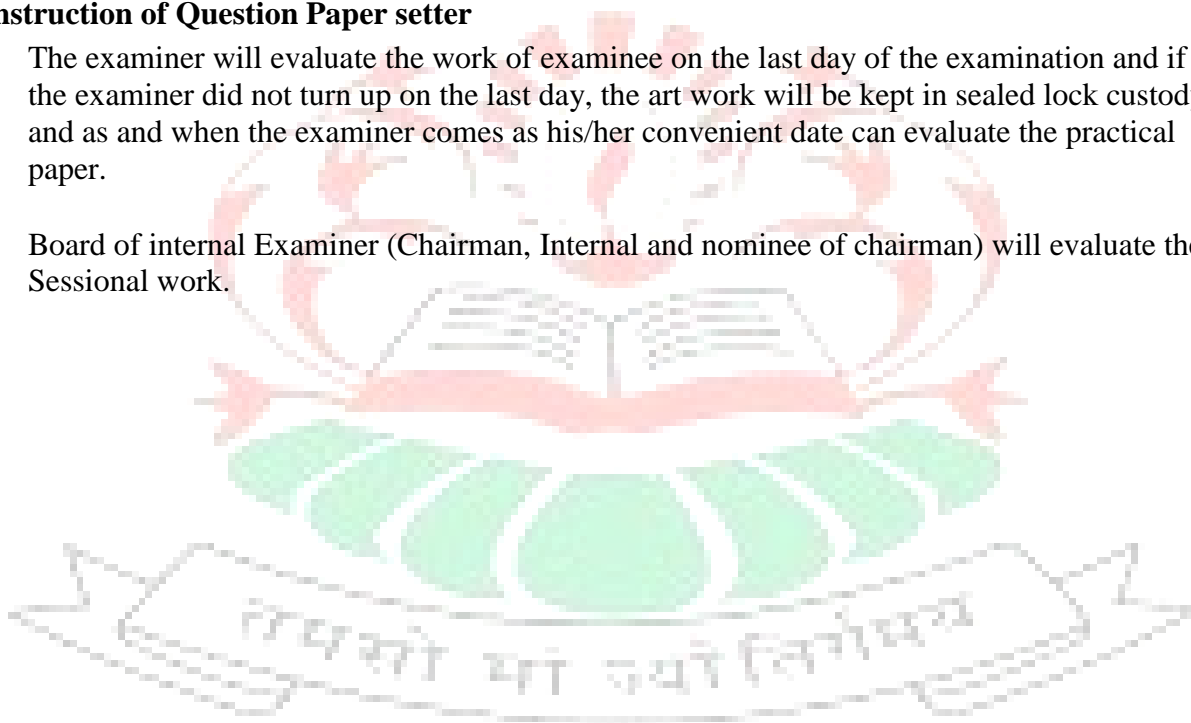 nstruction of Question Paper setter
The examiner will evaluate the work of examinee on the last day of the examination and if
the examiner did not turn up on the last day, the art work will be kept in sealed lock custod
and as and when the examiner comes as his/her convenient date can evaluate the practical
paper.
Board of internal Examiner (Chairman, Internal and nominee of chairman) will evaluate the
Sessional work.
तमसो मा ज्योतिर्गमय